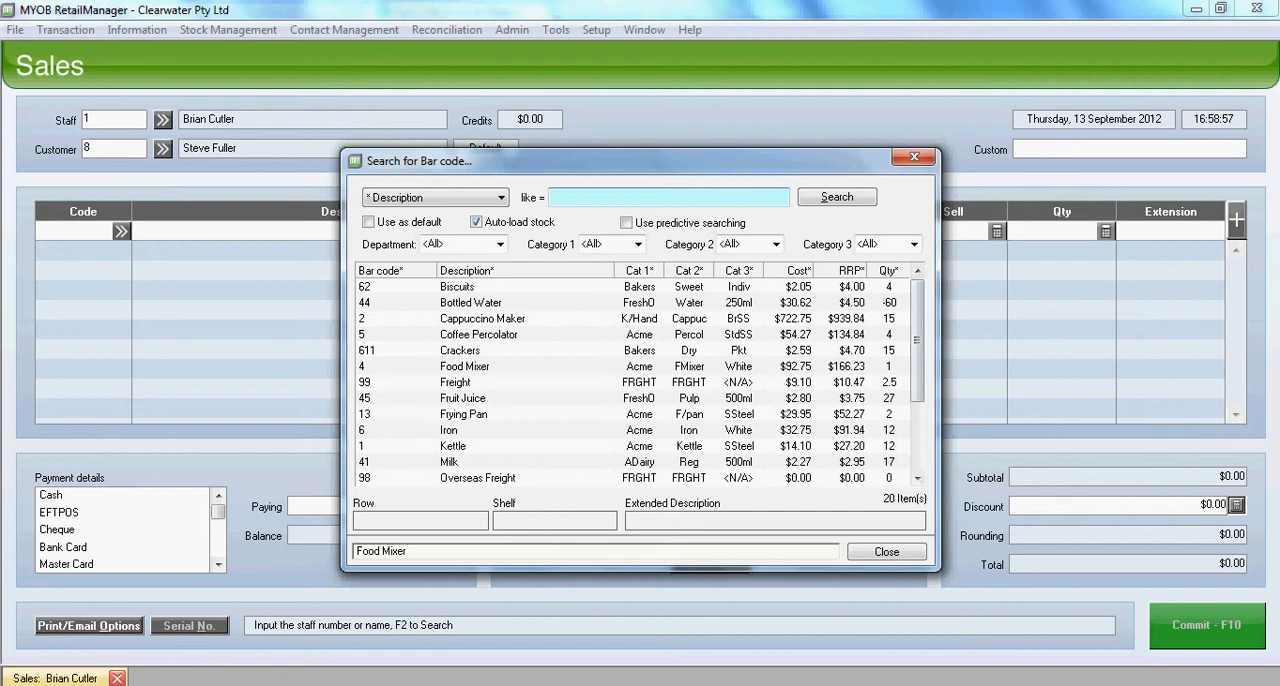 MYOB RetailManager - Clearwater Pty Ltd
File Transaction Information Stock Management Contact Management Reconciliation Admin Tools Setup Window Help
Sales
Staff 1 Brian Cutler Credits $0.00 Thursday, 13 September 2012 16:58:57
Customer 8 Steve Fuller Custom
Search for Bar code...
* Description like = Search
Use as default Auto-load stock Use predictive searching
Department: <All> Category 1 <All> Category 2 <All> Category 3 <All>
Code Sell Qty Extension
Bar code* Description* Cat 1* Cat 2* Cat 3* Cost* RRP* Qty*
62 Biscuits Bakers Sweet Indiv $2.05 $4.00 4
44 Bottled Water FreshO Water 250ml $30.62 $4.50 -60
2 Cappuccino Maker K/Hand Cappuc BrSS $722.75 $939.84 15
5 Coffee Percolator Acme Percol StdSS $54.27 $134.84 4
611 Crackers Bakers Dry Pkt $2.59 $4.70 15
4 Food Mixer Acme FMixer White $92.75 $166.23 1
99 Freight FRGHT FRGHT <N/A> $9.10 $10.47 2.5
45 Fruit Juice FreshO Pulp 500ml $2.80 $3.75 27
13 Frying Pan Acme F/pan SSteel $29.95 $52.27 2
6 Iron Acme Iron White $32.75 $91.94 12
1 Kettle Acme Kettle SSteel $14.10 $27.20 12
41 Milk ADairy Reg 500ml $2.27 $2.95 17
98 Overseas Freight FRGHT FRGHT <N/A> $0.00 $0.00 0
20 Item(s)
Row Shelf Extended Description
Food Mixer Close
Payment details
Cash
EFTPOS
Cheque
Bank Card
Master Card
Paying
Balance
Subtotal $0.00
Discount $0.00
Rounding $0.00
Total $0.00
Print/Email Options Serial No. Input the staff number or name, F2 to Search Commit - F10
Sales: Brian Cutler